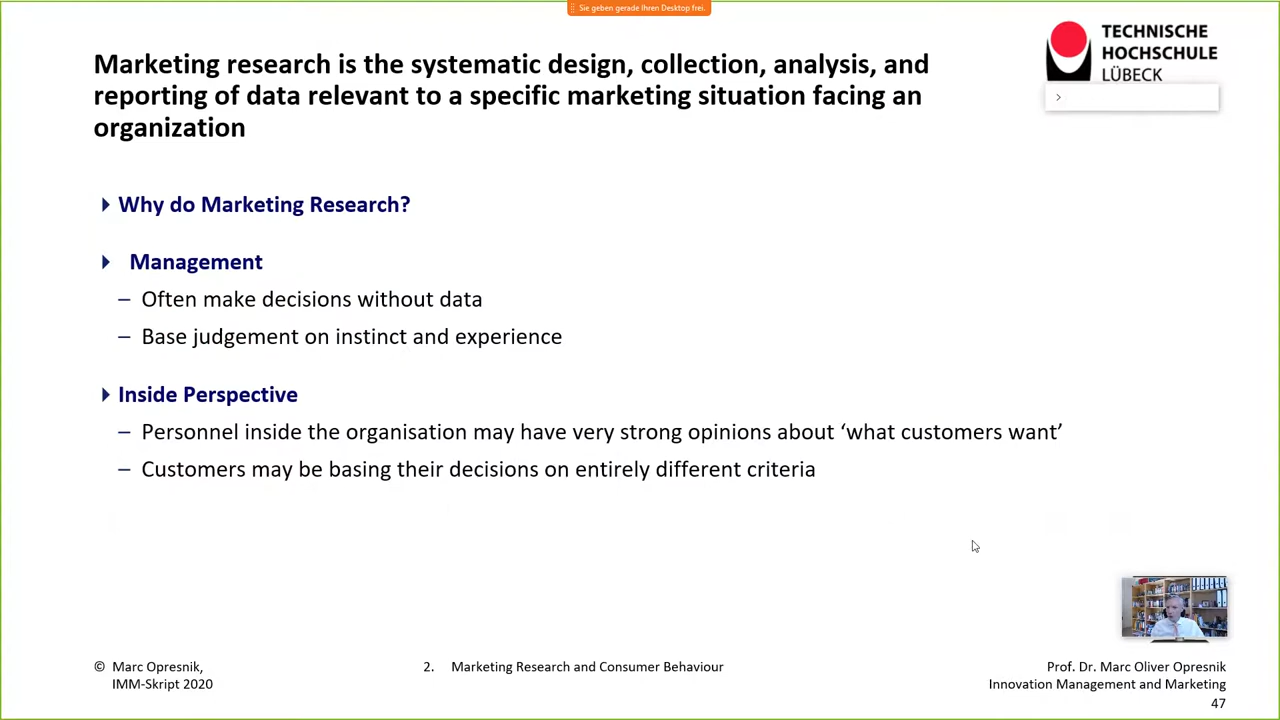 Sie geben gerade Ihren Desktop frei.
Marketing research is the systematic design, collection, analysis, and
reporting of data relevant to a specific marketing situation facing an
organization
TECHNISCHE
HOCHSCHULE
LÜBECK
Why do Marketing Research?
Management
– Often make decisions without data
– Base judgement on instinct and experience
Inside Perspective
– Personnel inside the organisation may have very strong opinions about ‘what customers want’
– Customers may be basing their decisions on entirely different criteria
© Marc Opresnik,
IMM-Skript 2020
2. Marketing Research and Consumer Behaviour
Prof. Dr. Marc Oliver Opresnik
Innovation Management and Marketing
47